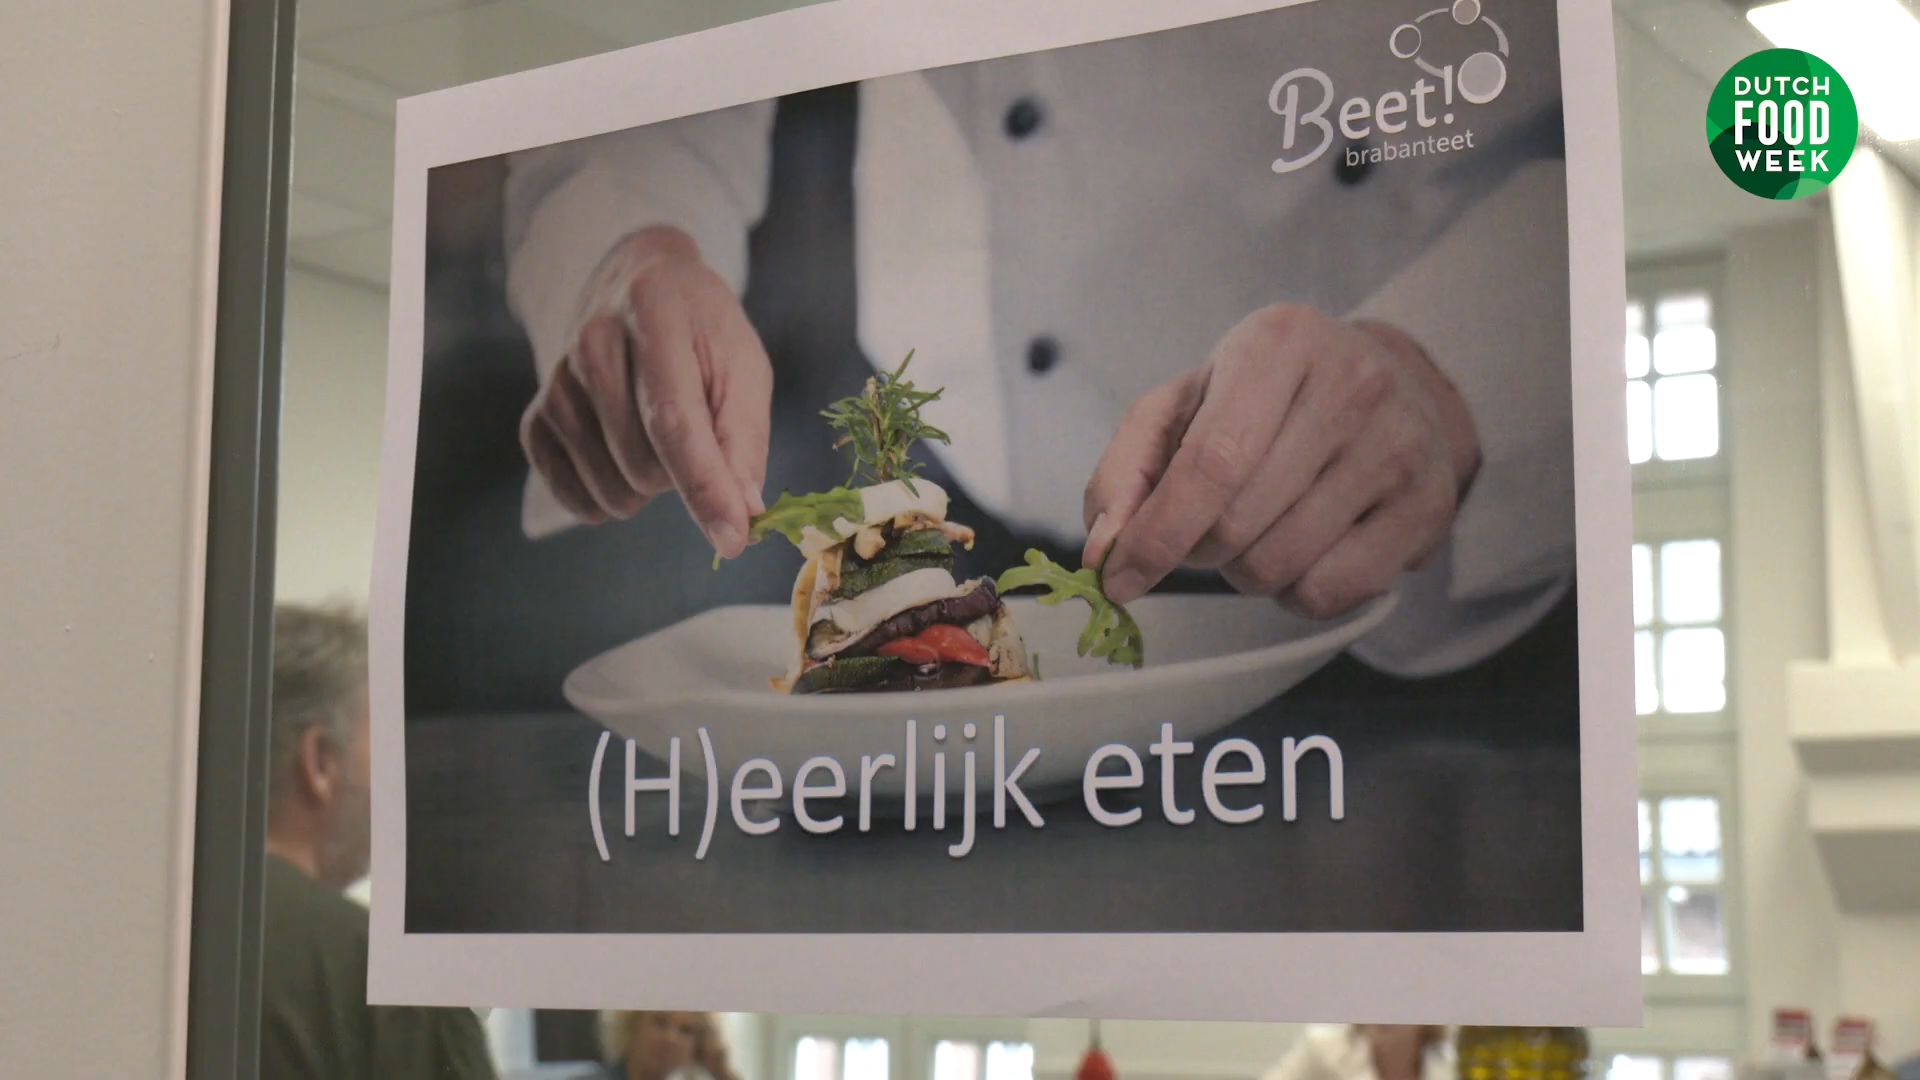 Beet!
brabanteet
DUTCH
FOOD
WEEK
(H)eerlijk eten